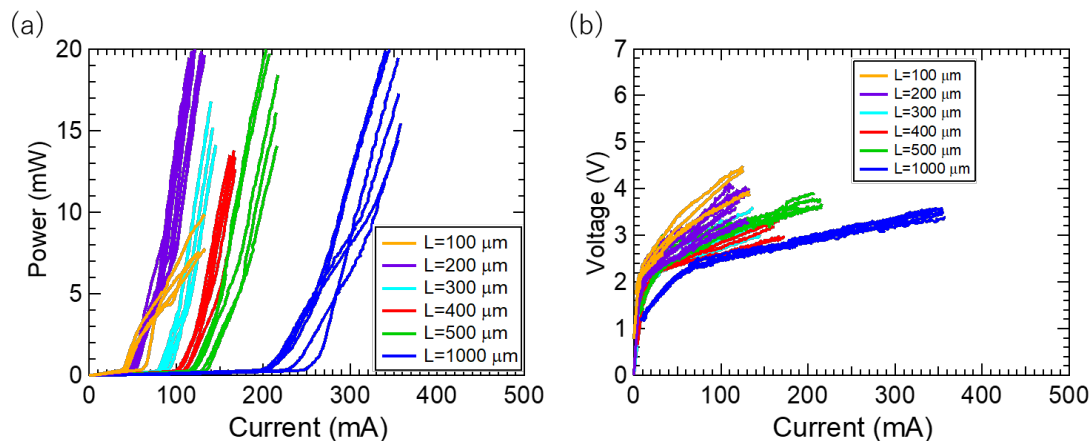 (a)
20
15
10
5
0
Power (mW)
0
100
200
300
400
500
Current (mA)
L=100 μm
L=200 μm
L=300 μm
L=400 μm
L=500 μm
L=1000 μm
(b)
7
6
5
4
3
2
1
0
Voltage (V)
0
100
200
300
400
500
Current (mA)
L=100 μm
L=200 μm
L=300 μm
L=400 μm
L=500 μm
L=1000 μm